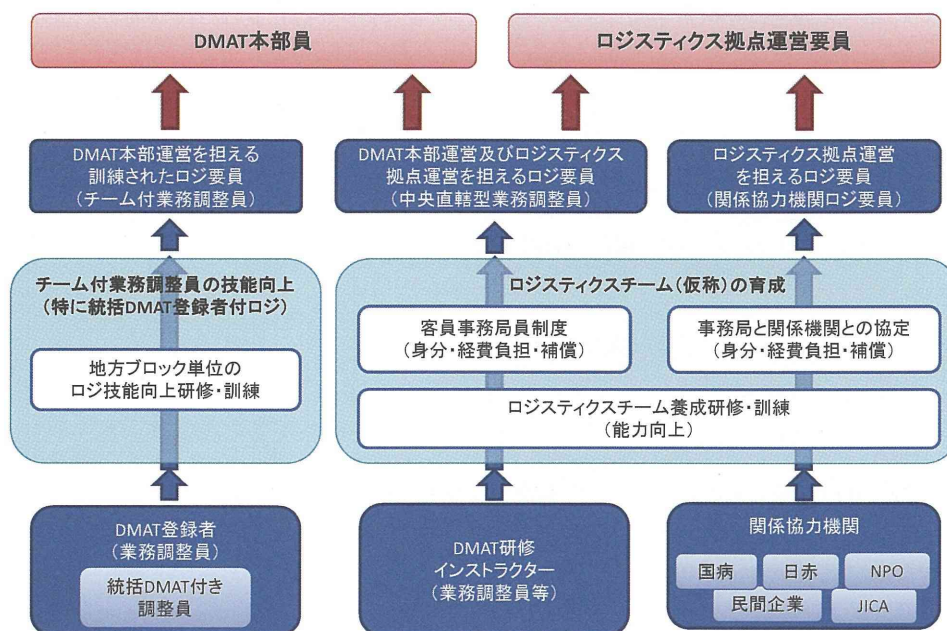 DMAT本部員
ロジスティクス拠点運営要員
DMAT本部運営を担える
訓練されたロジ要員
(チーム付業務調整員)
DMAT本部運営及びロジスティクス
拠点運営を担えるロジ要員
(中央直轄型業務調整員)
ロジスティクス拠点運営
を担えるロジ要員
(関係協力機関ロジ要員)
チーム付業務調整員の技能向上
(特に統括DMAT登録者付ロジ)
地方ブロック単位の
ロジ技能向上研修・訓練
ロジスティクスチーム(仮称)の育成
客員事務局員制度
(身分・経費負担・補償)
事務局と関係機関との協定
(身分・経費負担・補償)
ロジスティクスチーム養成研修・訓練
(能力向上)
DMAT登録者
(業務調整員)
統括DMAT付き
調整員
DMAT研修
インストラクター
(業務調整員等)
関係協力機関
国病
日赤
NPO
民間企業
JICA